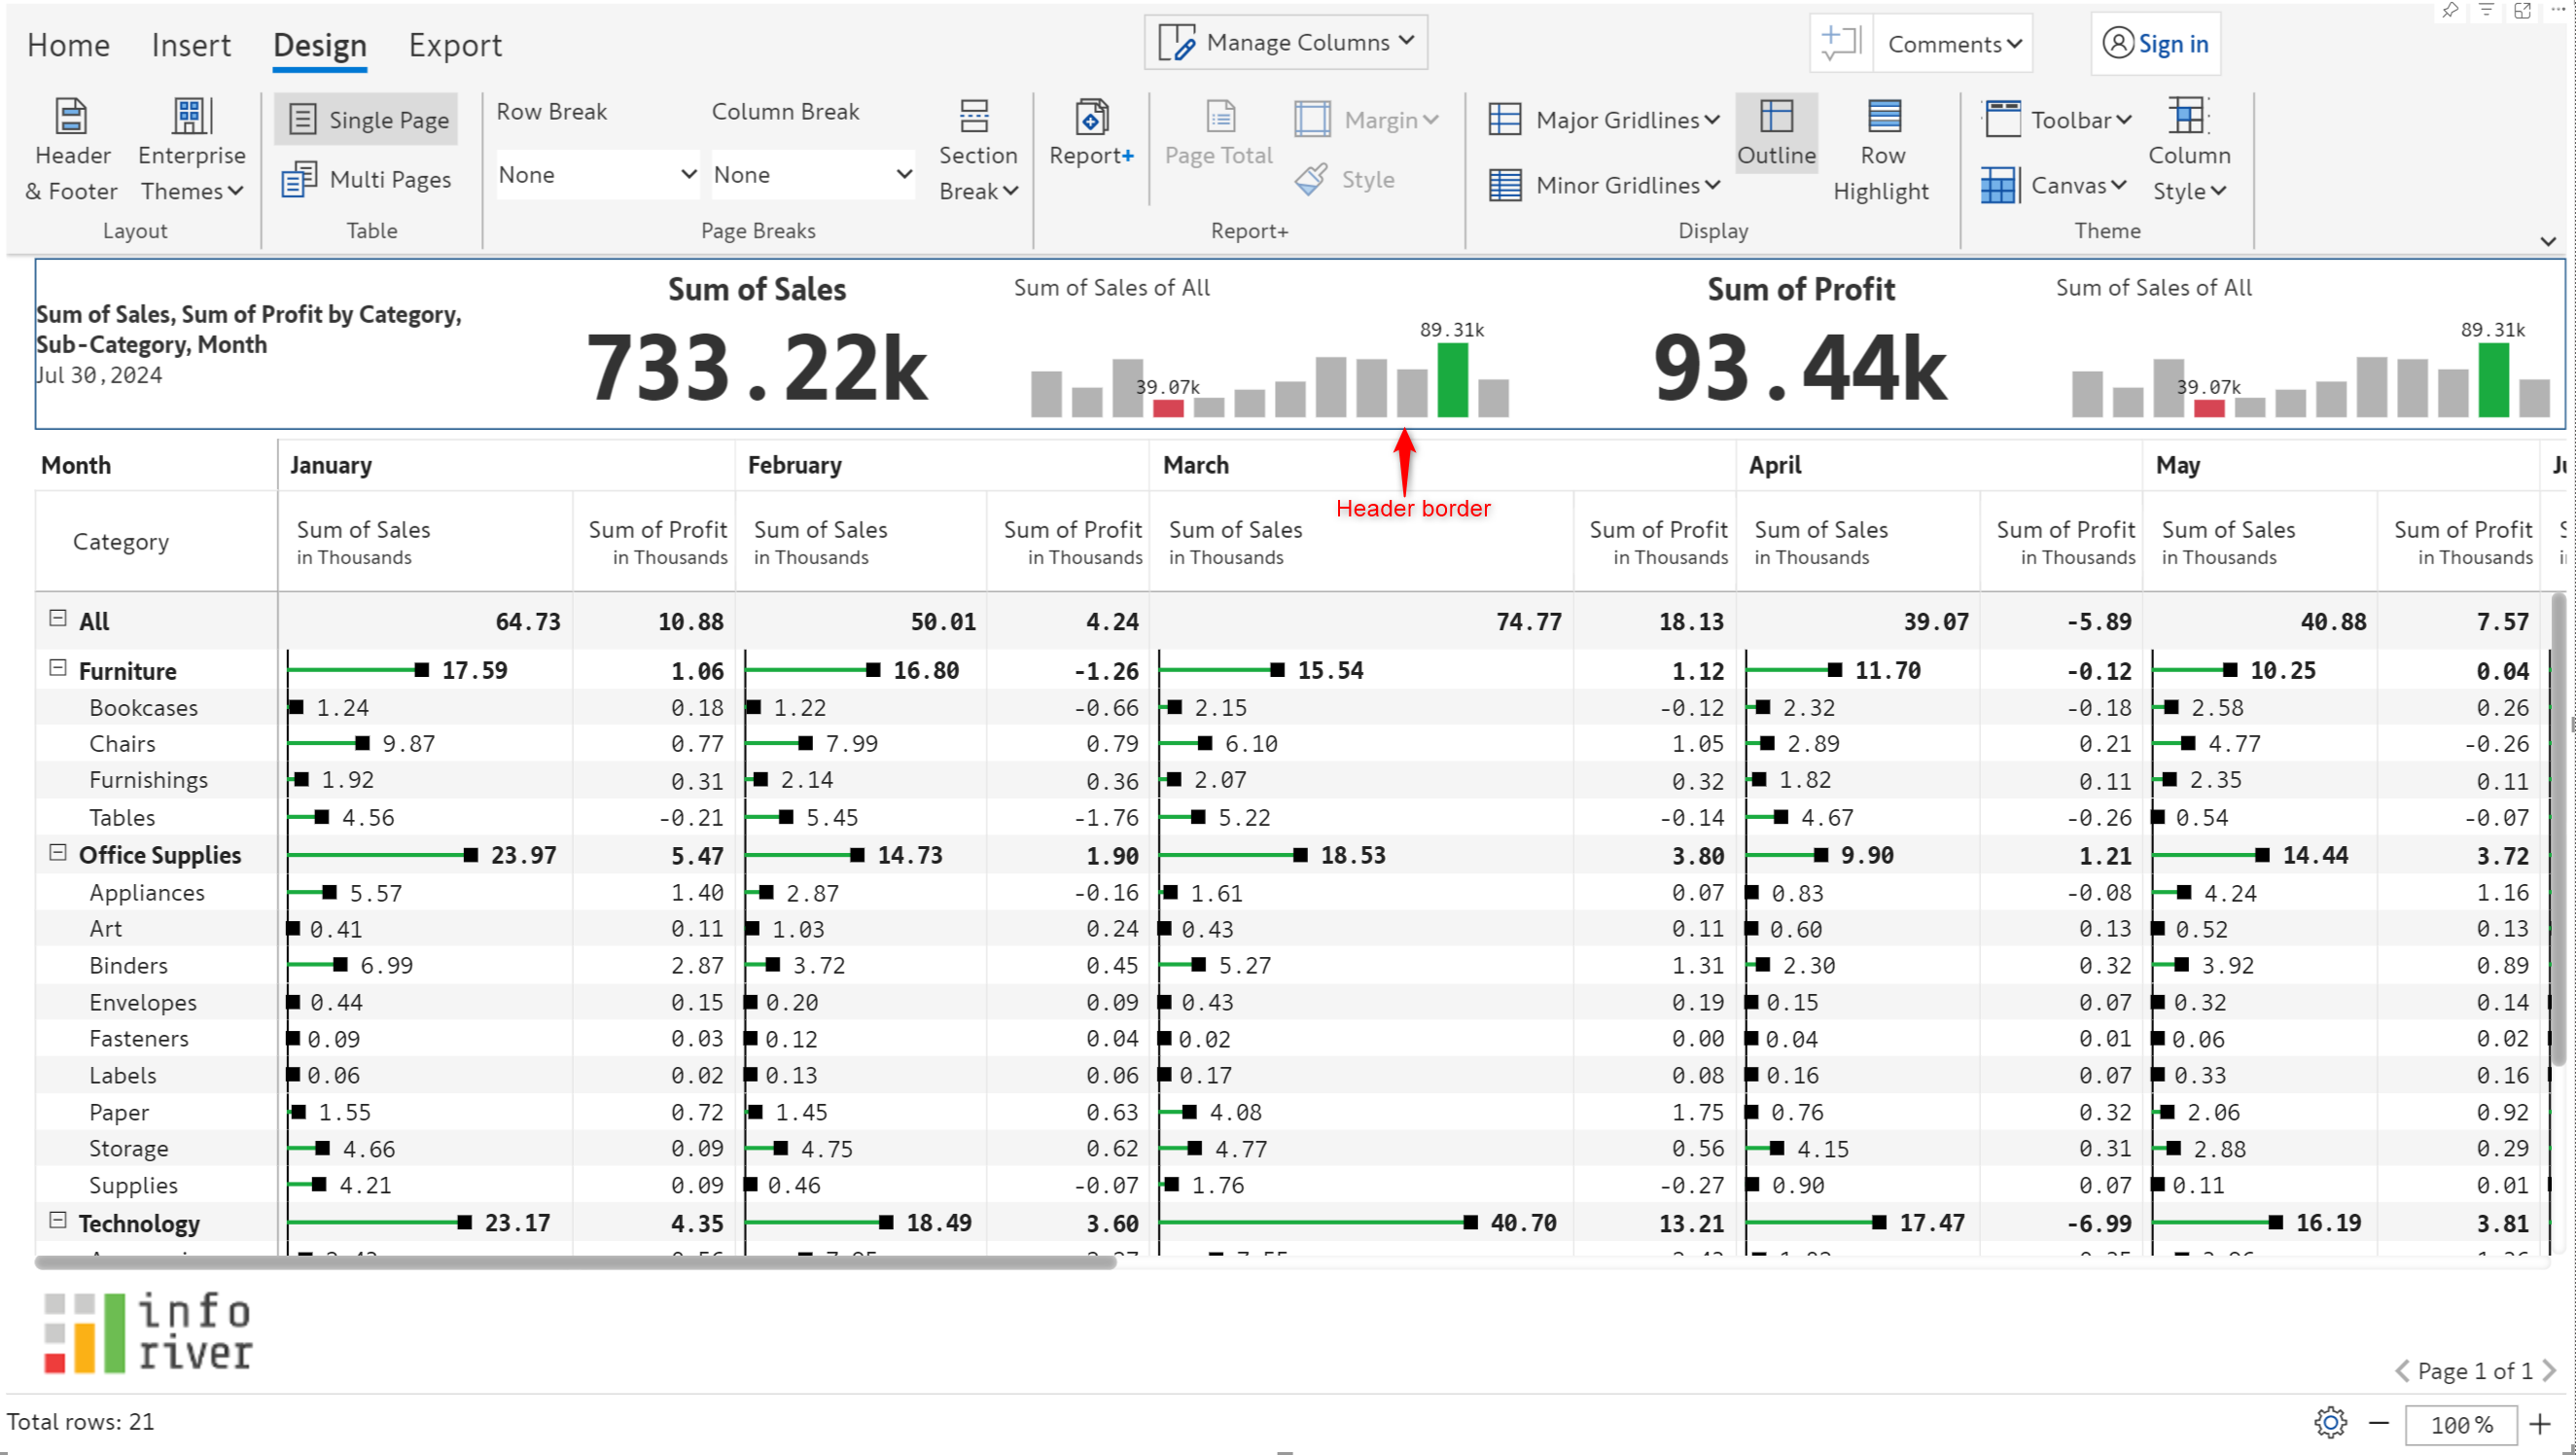 Home Insert Design Export Manage Columns Comments Sign in
Header & Footer Enterprise Themes Layout
Single Page Multi Pages Table
Row Break None Column Break None Section Break Page Breaks
Report+ Page Total Margin Style Report+
Major Gridlines Minor Gridlines Outline Row Highlight Display
Toolbar Canvas Column Style Theme
Sum of Sales, Sum of Profit by Category,
Sub-Category, Month
Jul 30, 2024
Sum of Sales
733.22k
Sum of Sales of All
39.07k 89.31k
Sum of Profit
93.44k
Sum of Sales of All
39.07k 89.31k
Header border
Month January February March April May
Category Sum of Sales in Thousands Sum of Profit in Thousands Sum of Sales in Thousands Sum of Profit in Thousands Sum of Sales in Thousands Sum of Profit in Thousands Sum of Sales in Thousands Sum of Profit in Thousands Sum of Sales in Thousands Sum of Profit in Thousands
All 64.73 10.88 50.01 4.24 74.77 18.13 39.07 -5.89 40.88 7.57
Furniture 17.59 1.06 16.80 -1.26 15.54 1.12 11.70 -0.12 10.25 0.04
Bookcases 1.24 0.18 1.22 -0.66 2.15 -0.12 2.32 -0.18 2.58 0.26
Chairs 9.87 0.77 7.99 0.79 6.10 1.05 2.89 0.21 4.77 -0.26
Furnishings 1.92 0.31 2.14 0.36 2.07 0.32 1.82 0.11 2.35 0.11
Tables 4.56 -0.21 5.45 -1.76 5.22 -0.14 4.67 -0.26 0.54 -0.07
Office Supplies 23.97 5.47 14.73 1.90 18.53 3.80 9.90 1.21 14.44 3.72
Appliances 5.57 1.40 2.87 -0.16 1.61 0.07 0.83 -0.08 4.24 1.16
Art 0.41 0.11 1.03 0.24 0.43 0.11 0.60 0.13 0.52 0.13
Binders 6.99 2.87 3.72 0.45 5.27 1.31 2.30 0.32 3.92 0.89
Envelopes 0.44 0.15 0.20 0.09 0.43 0.19 0.15 0.07 0.32 0.14
Fasteners 0.09 0.03 0.12 0.04 0.02 0.00 0.04 0.01 0.06 0.02
Labels 0.06 0.02 0.13 0.06 0.17 0.08 0.16 0.07 0.33 0.16
Paper 1.55 0.72 1.45 0.63 4.08 1.75 0.76 0.32 2.06 0.92
Storage 4.66 0.09 4.75 0.62 4.77 0.56 4.15 0.31 2.88 0.29
Supplies 4.21 0.09 0.46 -0.07 1.76 -0.27 0.90 0.07 0.11 0.01
Technology 23.17 4.35 18.49 3.60 40.70 13.21 17.47 -6.99 16.19 3.81
info
river
Page 1 of 1
Total rows: 21
100%